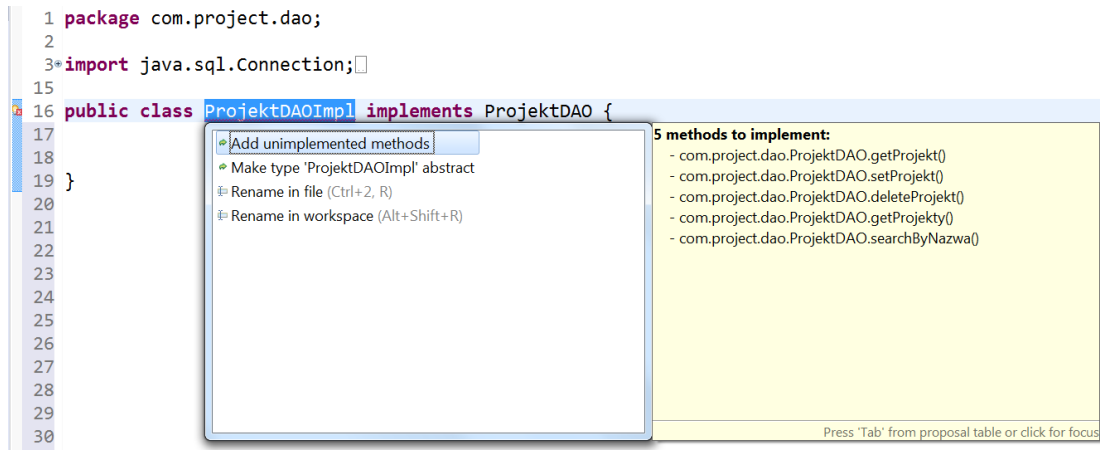 1 package com.project.dao;
2
3 import java.sql.Connection;
15
16 public class ProjektDAOImpl implements ProjektDAO {
17
18
19 }
20
21
22
23
24
25
26
27
28
29
30
Add unimplemented methods
Make type 'ProjektDAOImpl' abstract
Rename in file (Ctrl+2, R)
Rename in workspace (Alt+Shift+R)
5 methods to implement:
- com.project.dao.ProjektDAO.getProjekt()
- com.project.dao.ProjektDAO.setProjekt()
- com.project.dao.ProjektDAO.deleteProjekt()
- com.project.dao.ProjektDAO.getProjekty()
- com.project.dao.ProjektDAO.searchByNazwa()
Press 'Tab' from proposal table or click for focus